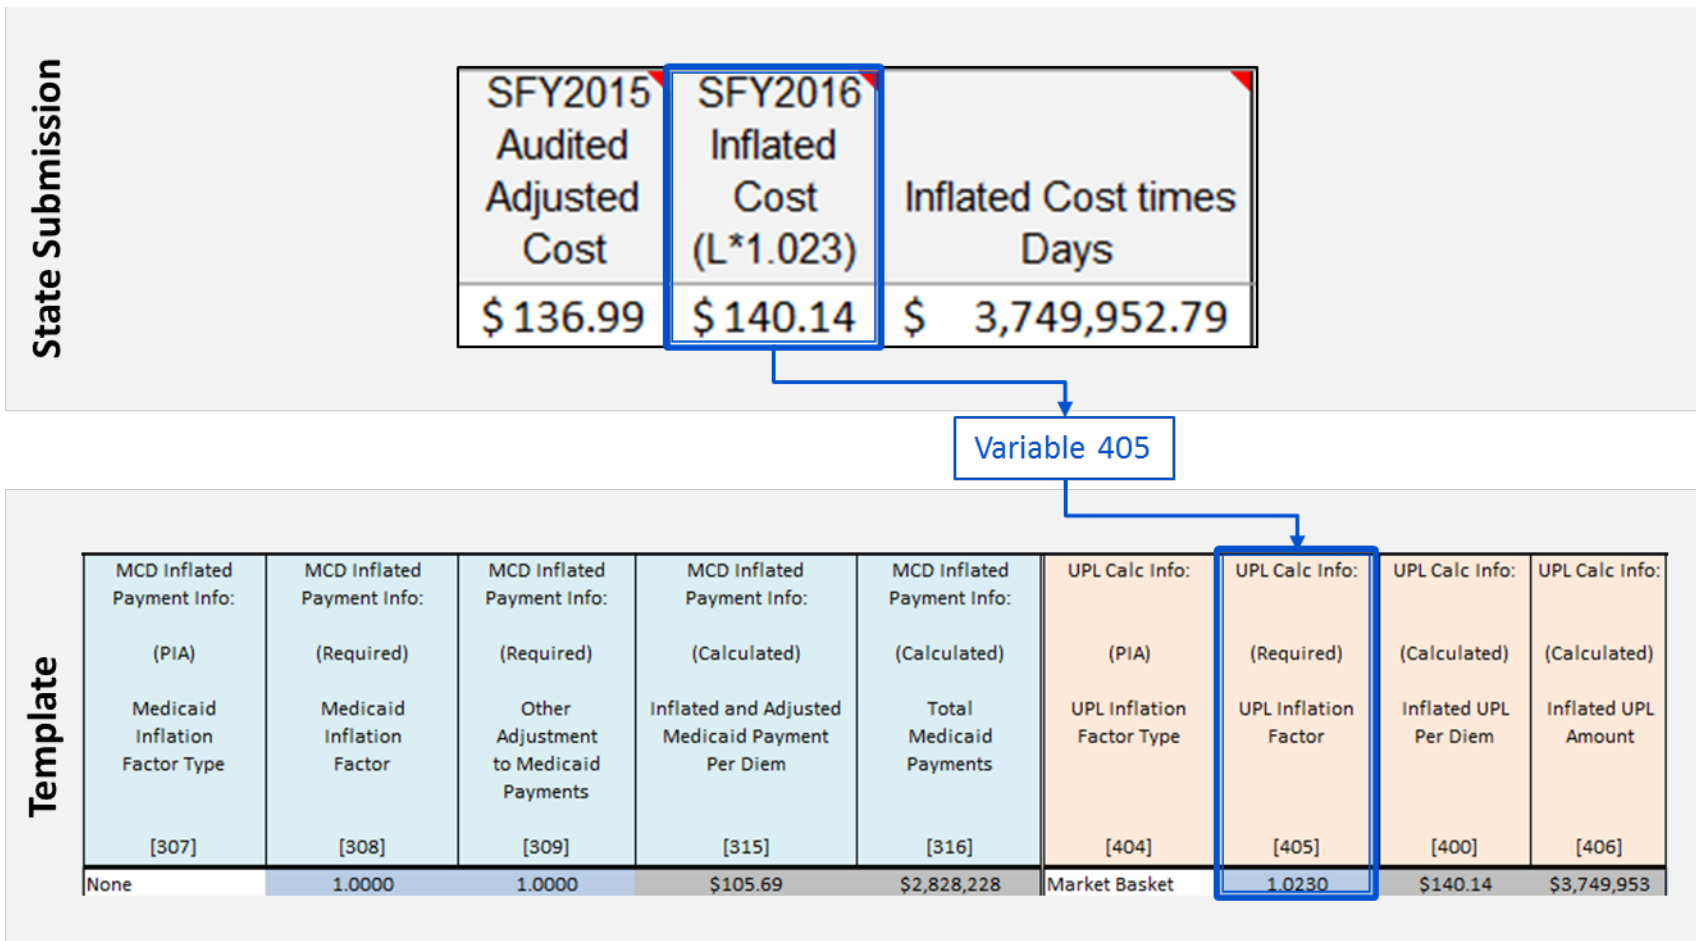 State Submission
SFY2015
Audited
Adjusted
Cost
SFY2016
Inflated
Cost
(L*1.023)
Inflated Cost times
Days
$ 136.99
$ 140.14
$ 3,749,952.79
Variable 405
Template
MCD Inflated
Payment Info:
(PIA)
Medicaid
Inflation
Factor Type
[307]
MCD Inflated
Payment Info:
(Required)
Medicaid
Inflation
Factor
[308]
MCD Inflated
Payment Info:
(Required)
Other
Adjustment
to Medicaid
Payments
[309]
MCD Inflated
Payment Info:
(Calculated)
Inflated and Adjusted
Medicaid Payment
Per Diem
[315]
MCD Inflated
Payment Info:
(Calculated)
Total
Medicaid
Payments
[316]
UPL Calc Info:
(PIA)
UPL Inflation
Factor Type
[404]
UPL Calc Info:
(Required)
UPL Inflation
Factor
[405]
UPL Calc Info:
(Calculated)
Inflated UPL
Per Diem
[400]
UPL Calc Info:
(Calculated)
Inflated UPL
Amount
[406]
None
1.0000
1.0000
$105.69
$2,828,228
Market Basket
1.0230
$140.14
$3,749,953